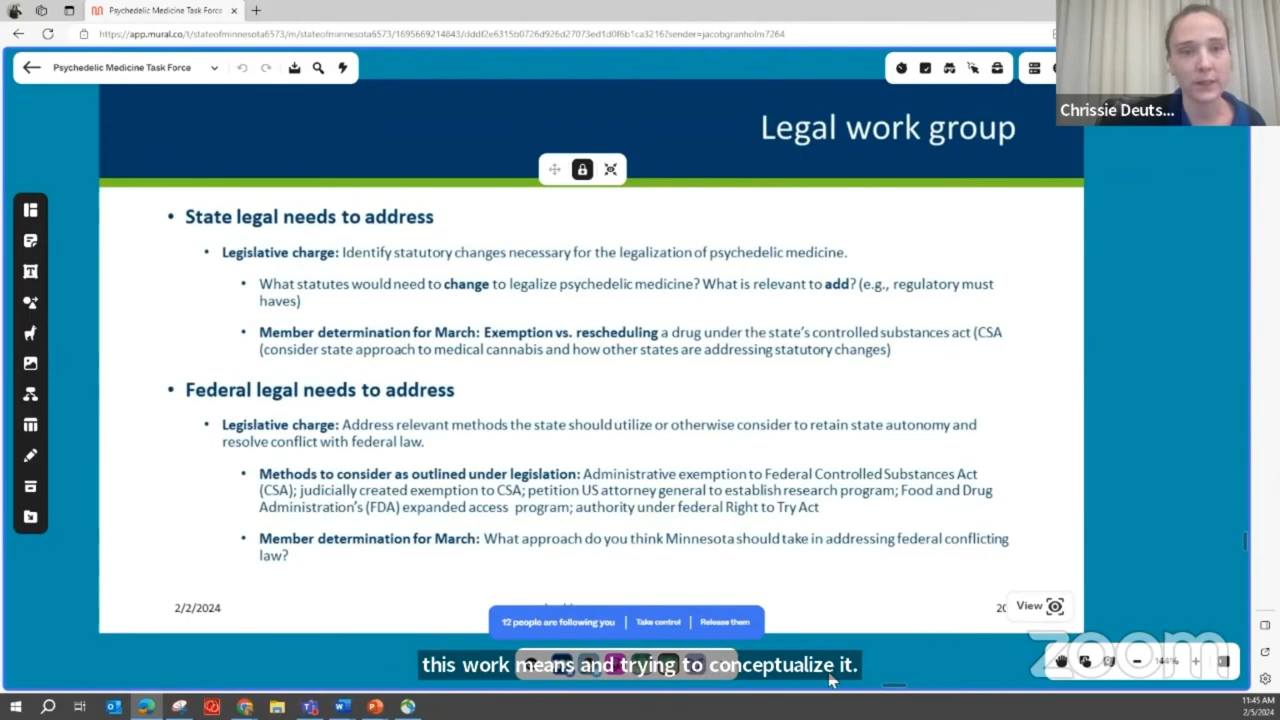 Psychedelic Medicine Task Force
https://app.mural.co/t/stateofminnesota6573/m/stateofminnesota6573/1695669214843/dddf2e6315b0726d926d27073ed1d0f6b1ca3216?sender=jacobgranholm7264
Psychedelic Medicine Task Force
Chrissie Deuts...
Legal work group
• State legal needs to address
• Legislative charge: Identify statutory changes necessary for the legalization of psychedelic medicine.
• What statutes would need to change to legalize psychedelic medicine? What is relevant to add? (e.g., regulatory must
haves)
• Member determination for March: Exemption vs. rescheduling a drug under the state's controlled substances act (CSA
(consider state approach to medical cannabis and how other states are addressing statutory changes)
• Federal legal needs to address
• Legislative charge: Address relevant methods the state should utilize or otherwise consider to retain state autonomy and
resolve conflict with federal law.
• Methods to consider as outlined under legislation: Administrative exemption to Federal Controlled Substances Act
(CSA); judicially created exemption to CSA; petition US attorney general to establish research program; Food and Drug
Administration's (FDA) expanded access program; authority under federal Right to Try Act
• Member determination for March: What approach do you think Minnesota should take in addressing federal conflicting
law?
2/2/2024
20
View
12 people are following you | Take control | Release them
zoom
this work means and trying to conceptualize it.
144%
11:45 AM
2/5/2024